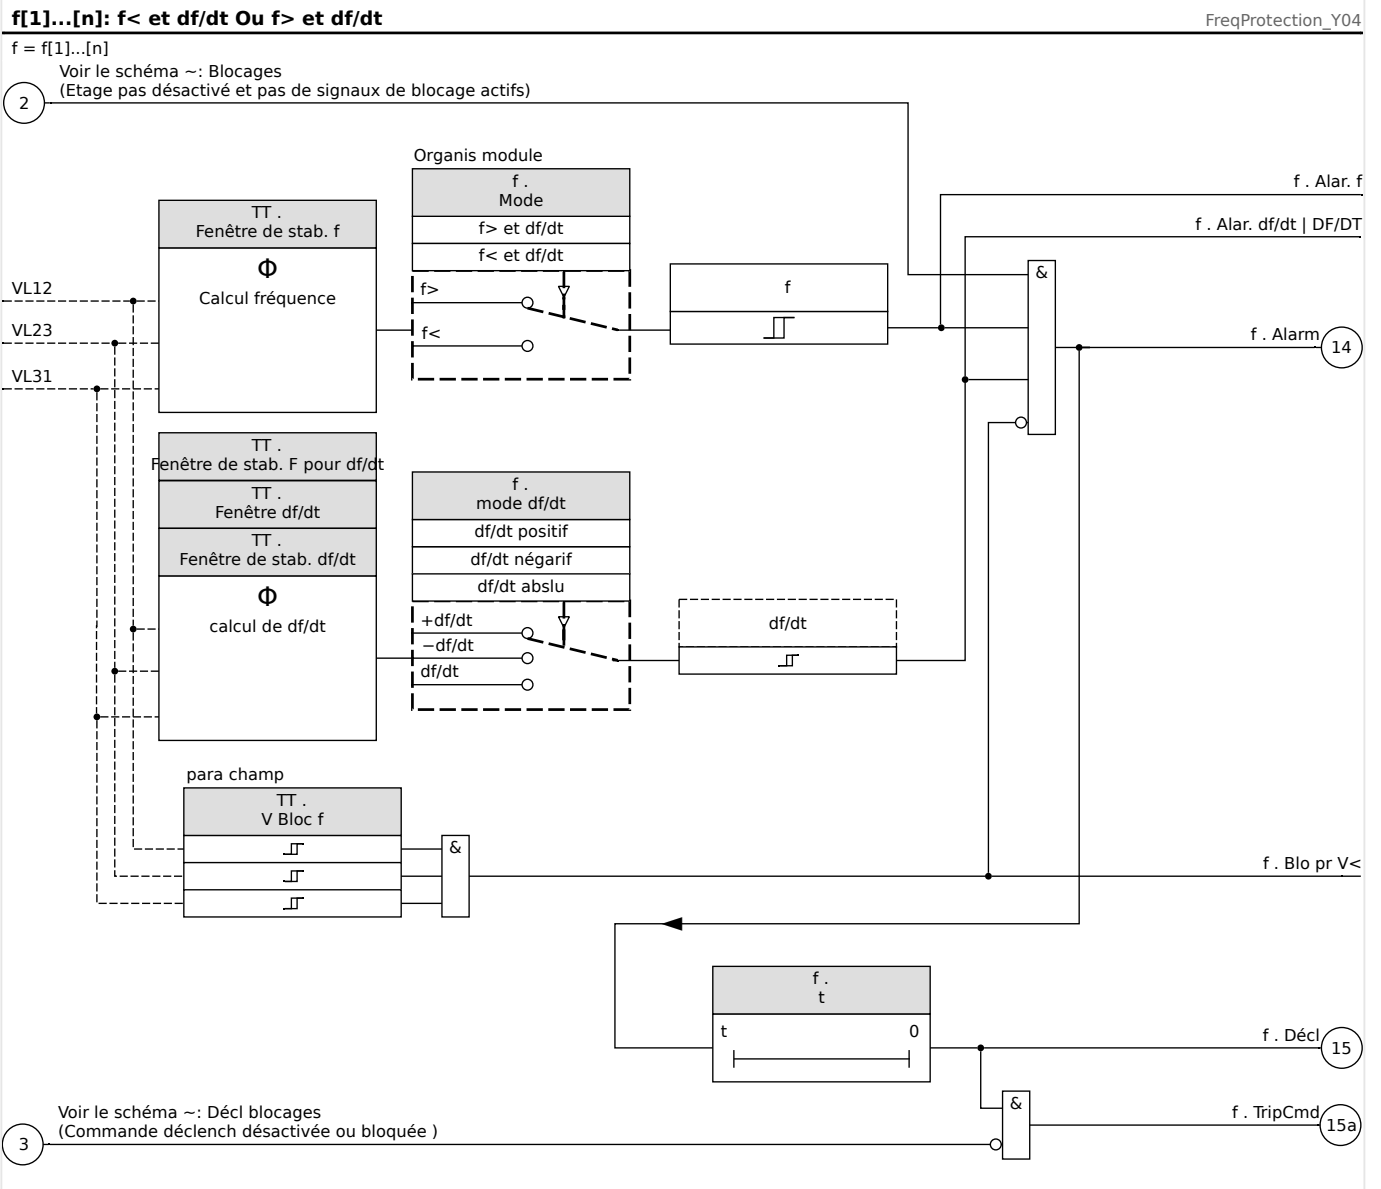 f[1]...[n]: f< et df/dt Ou f> et df/dt
FreqProtection_Y04
f = f[1]...[n]
Voir le schéma ~: Blocages
(Etage pas désactivé et pas de signaux de blocage actifs)
2
Organis module
f .
Mode
f> et df/dt
f< et df/dt
f>
f<
TT .
Fenêtre de stab. f
Φ
Calcul fréquence
VL12
VL23
VL31
f
f . Alar. f
f . Alar. df/dt | DF/DT
&
f . Alarm
14
TT .
Fenêtre de stab. F pour df/dt
TT .
Fenêtre df/dt
TT .
Fenêtre de stab. df/dt
Φ
calcul de df/dt
f .
mode df/dt
df/dt positif
df/dt négarif
df/dt abslu
+df/dt
−df/dt
df/dt
df/dt
para champ
TT .
V Bloc f
&
f . Blo pr V<
f .
t
t
0
f . Décl
15
&
f . TripCmd
15a
Voir le schéma ~: Décl blocages
(Commande déclench désactivée ou bloquée )
3